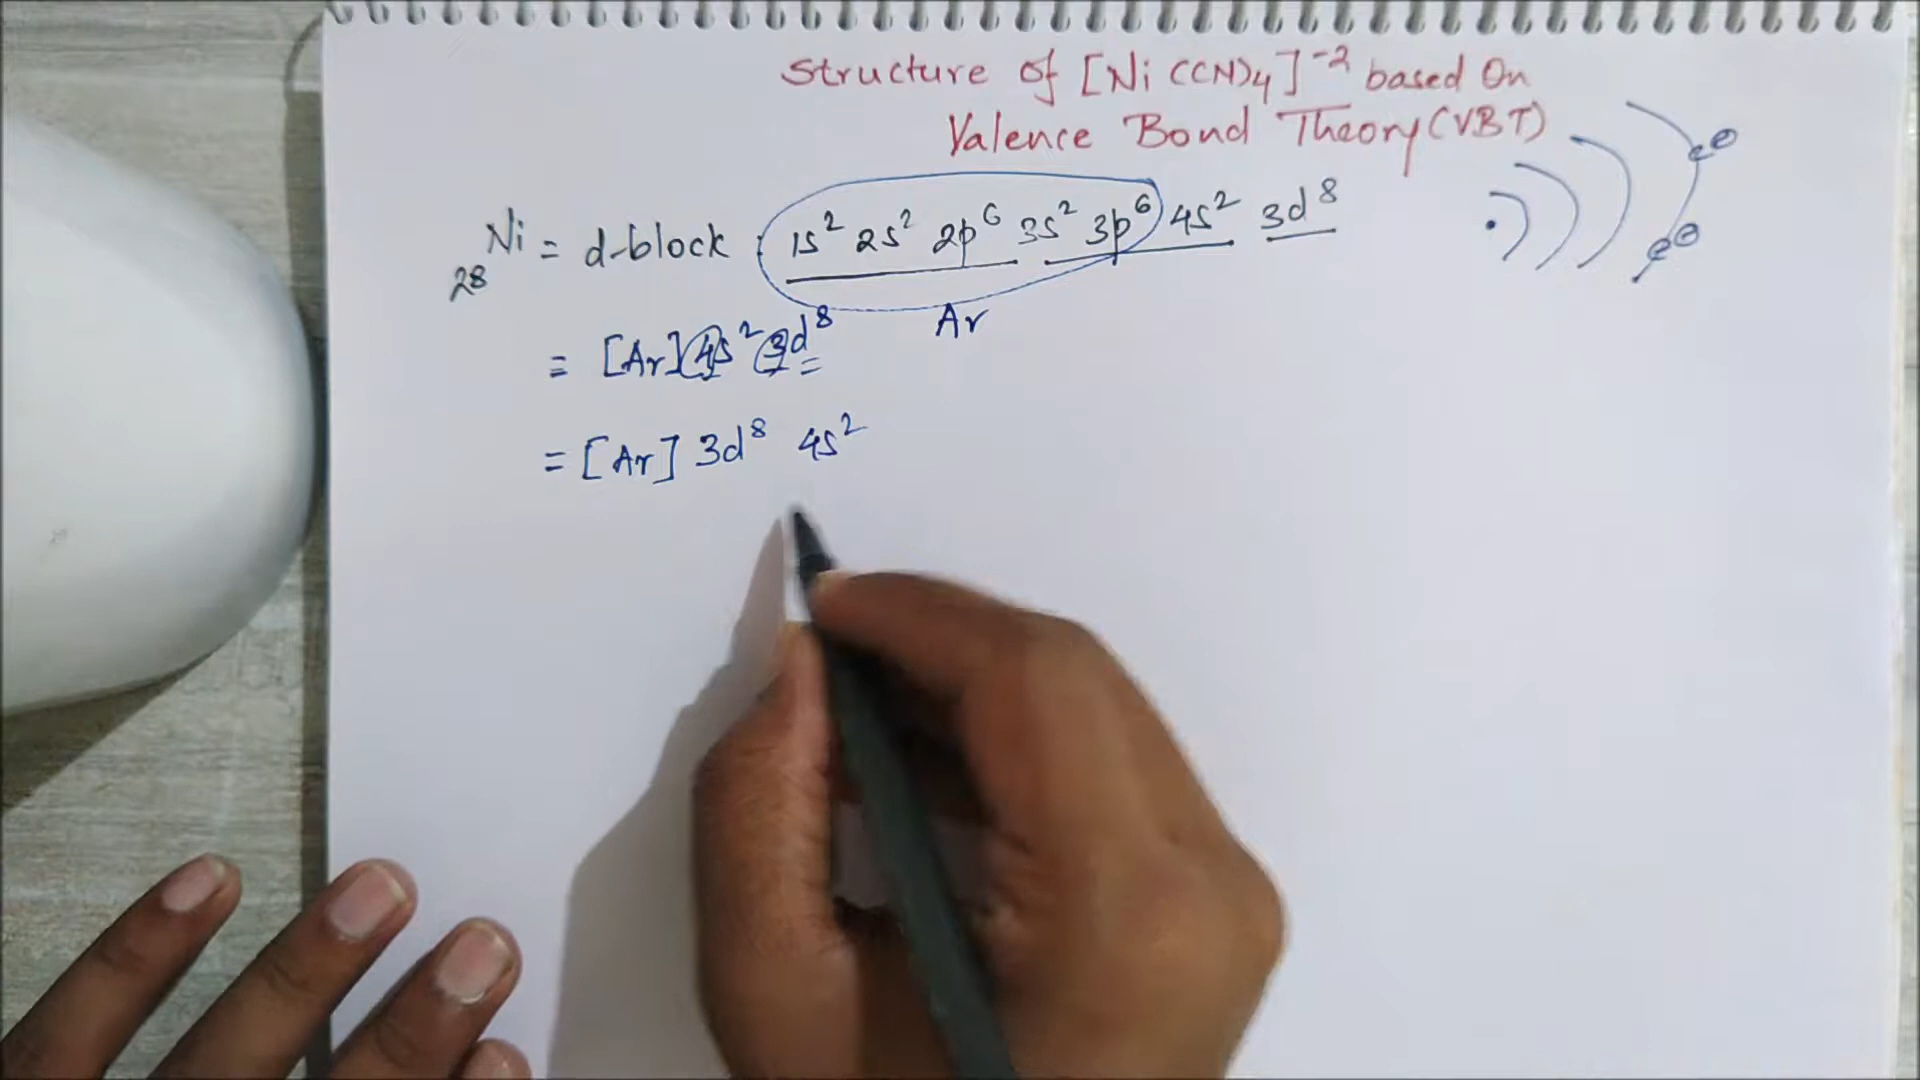 Structure of [Ni(CN)4]⁻² based On
Valence Bond Theory (VBT)
₂₈Ni = d-block 1s² 2s² 2p⁶ 3s² 3p⁶ 4s² 3d⁸
Ar
= [Ar] 4s² 3d⁸
= [Ar] 3d⁸ 4s²
e⊖
e⊖